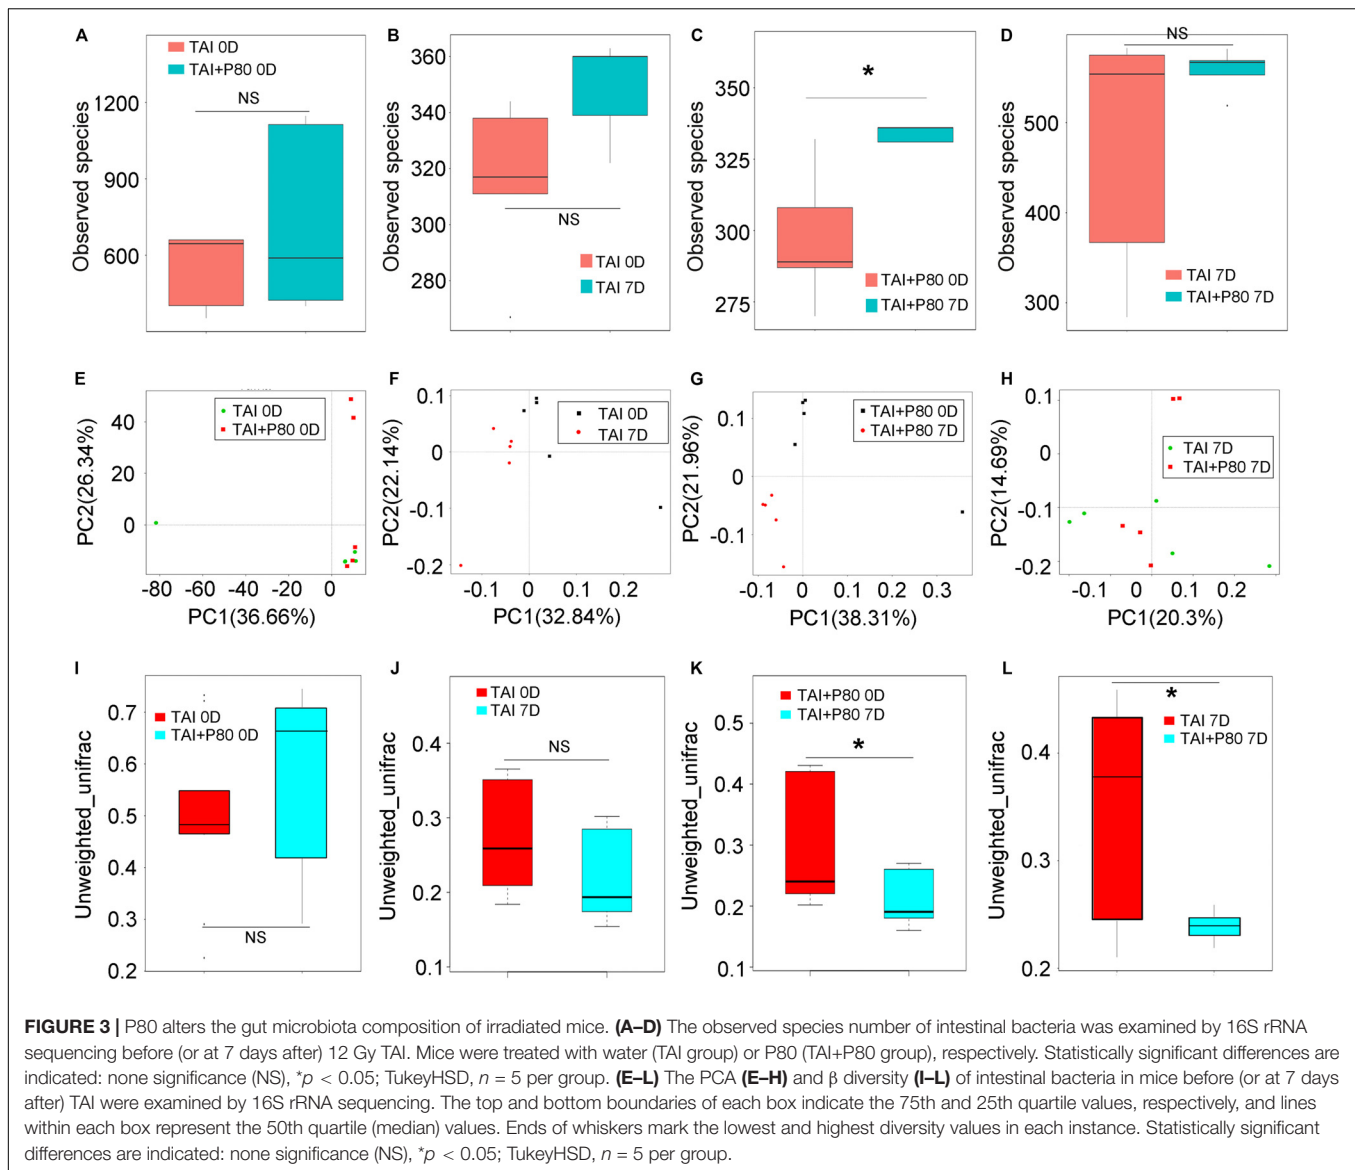 A
TAI 0D
TAI+P80 0D
NS
Observed species
1200
900
600
B
Observed species
360
340
320
300
280
NS
TAI 0D
TAI 7D
C
Observed species
350
325
300
275
*
TAI+P80 0D
TAI+P80 7D
D
Observed species
500
400
300
NS
TAI 7D
TAI+P80 7D
E
PC2(26.34%)
40
20
0
TAI 0D
TAI+P80 0D
-80 -60 -40 -20 0
PC1(36.66%)
F
PC2(22.14%)
0.1
0
-0.1
-0.2
TAI 0D
TAI 7D
-0.1 0 0.1 0.2
PC1(32.84%)
G
PC2(21.96%)
0.1
0
-0.1
TAI+P80 0D
TAI+P80 7D
-0.1 0 0.1 0.2 0.3
PC1(38.31%)
H
PC2(14.69%)
0.1
0
-0.1
-0.2
TAI 7D
TAI+P80 7D
-0.1 0 0.1 0.2
PC1(20.3%)
I
Unweighted_unifrac
0.7
0.6
0.5
0.4
0.3
0.2
TAI 0D
TAI+P80 0D
NS
J
Unweighted_unifrac
0.4
0.3
0.2
0.1
TAI 0D
TAI 7D
NS
K
Unweighted_unifrac
0.5
0.4
0.3
0.2
0.1
TAI+P80 0D
TAI+P80 7D
*
L
Unweighted_unifrac
0.4
0.3
0.2
*
TAI 7D
TAI+P80 7D
FIGURE 3 | P80 alters the gut microbiota composition of irradiated mice. (A–D) The observed species number of intestinal bacteria was examined by 16S rRNA
sequencing before (or at 7 days after) 12 Gy TAI. Mice were treated with water (TAI group) or P80 (TAI+P80 group), respectively. Statistically significant differences are
indicated: none significance (NS), *p < 0.05; TukeyHSD, n = 5 per group. (E–L) The PCA (E–H) and β diversity (I–L) of intestinal bacteria in mice before (or at 7 days
after) TAI were examined by 16S rRNA sequencing. The top and bottom boundaries of each box indicate the 75th and 25th quartile values, respectively, and lines
within each box represent the 50th quartile (median) values. Ends of whiskers mark the lowest and highest diversity values in each instance. Statistically significant
differences are indicated: none significance (NS), *p < 0.05; TukeyHSD, n = 5 per group.